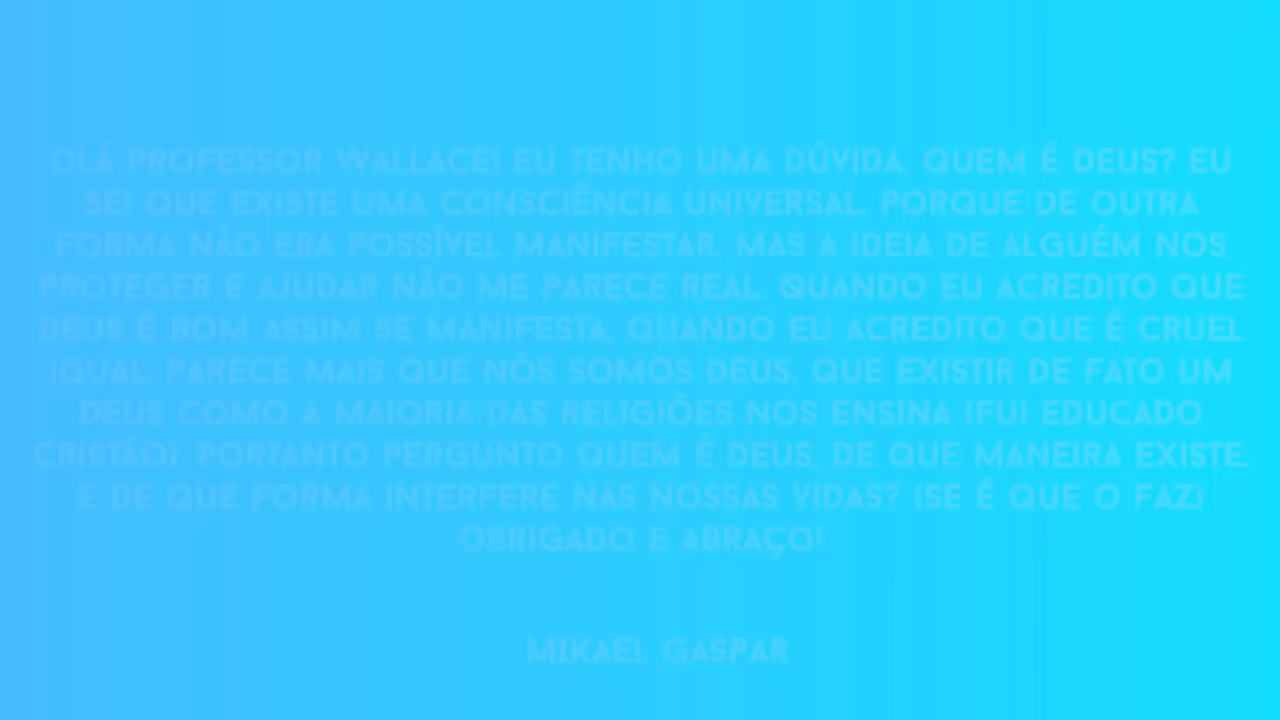 OLÁ PROFESSOR WALLACE! EU TENHO UMA DÚVIDA, QUEM É DEUS? EU
SEI QUE EXISTE UMA CONSCIÊNCIA UNIVERSAL, PORQUE DE OUTRA
FORMA NÃO ERA POSSÍVEL MANIFESTAR. MAS A IDEIA DE ALGUÉM NOS
PROTEGER E AJUDAR NÃO ME PARECE REAL. QUANDO EU ACREDITO QUE
DEUS É BOM ASSIM SE MANIFESTA, QUANDO EU ACREDITO QUE É CRUEL
IGUAL. PARECE MAIS QUE NÓS SOMOS DEUS, QUE EXISTIR DE FATO UM
DEUS COMO A MAIORIA DAS RELIGIÕES NOS ENSINA (FUI EDUCADO
CRISTÃO). PORTANTO PERGUNTO QUEM É DEUS, DE QUE MANEIRA EXISTE,
E DE QUE FORMA INTERFERE NAS NOSSAS VIDAS? (SE É QUE O FAZ)
OBRIGADO E ABRAÇO!
MIKAEL GASPAR